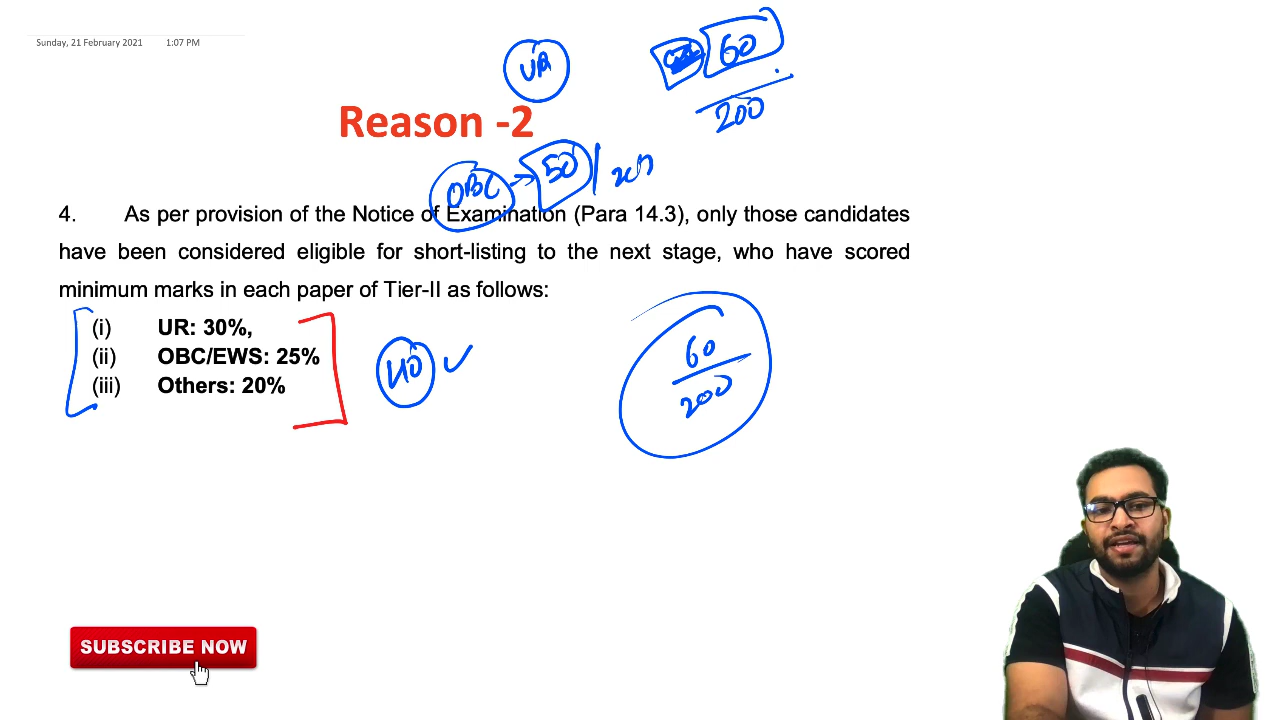 Sunday, 21 February 2021 1:07 PM
UR
60
200
Reason -2
OBC → 50
4. As per provision of the Notice of Examination (Para 14.3), only those candidates
have been considered eligible for short-listing to the next stage, who have scored
minimum marks in each paper of Tier-II as follows:
(i) UR: 30%,
(ii) OBC/EWS: 25%
(iii) Others: 20%
40 ✓
60
200
SUBSCRIBE NOW